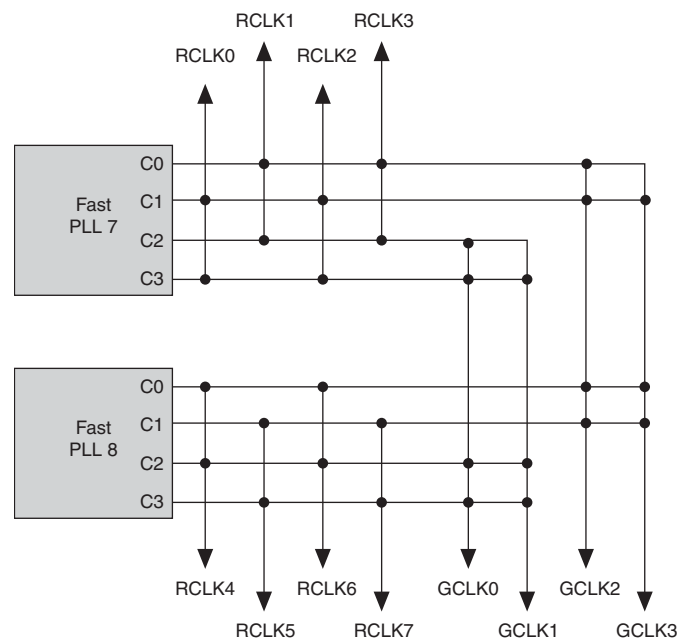 RCLK1 RCLK3
RCLK0 RCLK2
C0
C1
Fast
PLL 7
C2
C3
C0
C1
Fast
PLL 8
C2
C3
RCLK4 RCLK6 GCLK0 GCLK2
RCLK5 RCLK7 GCLK1 GCLK3